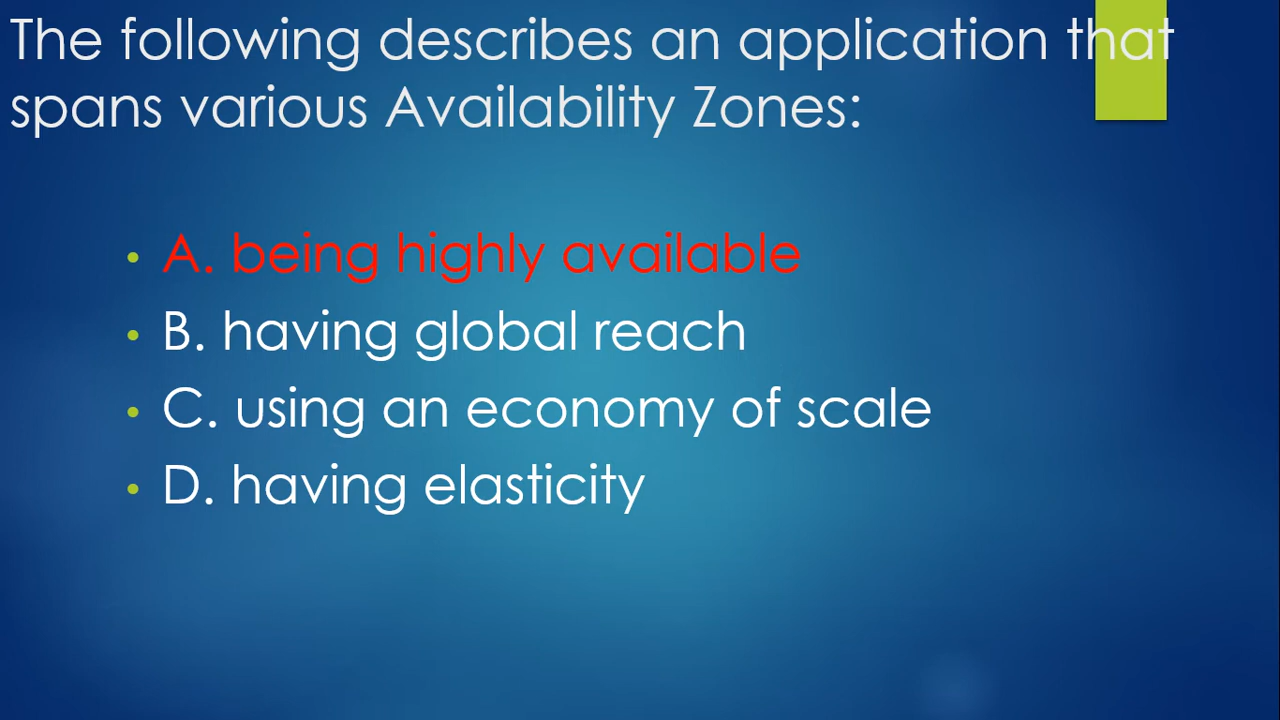 The following describes an application that
spans various Availability Zones:
• A. being highly available
• B. having global reach
• C. using an economy of scale
• D. having elasticity